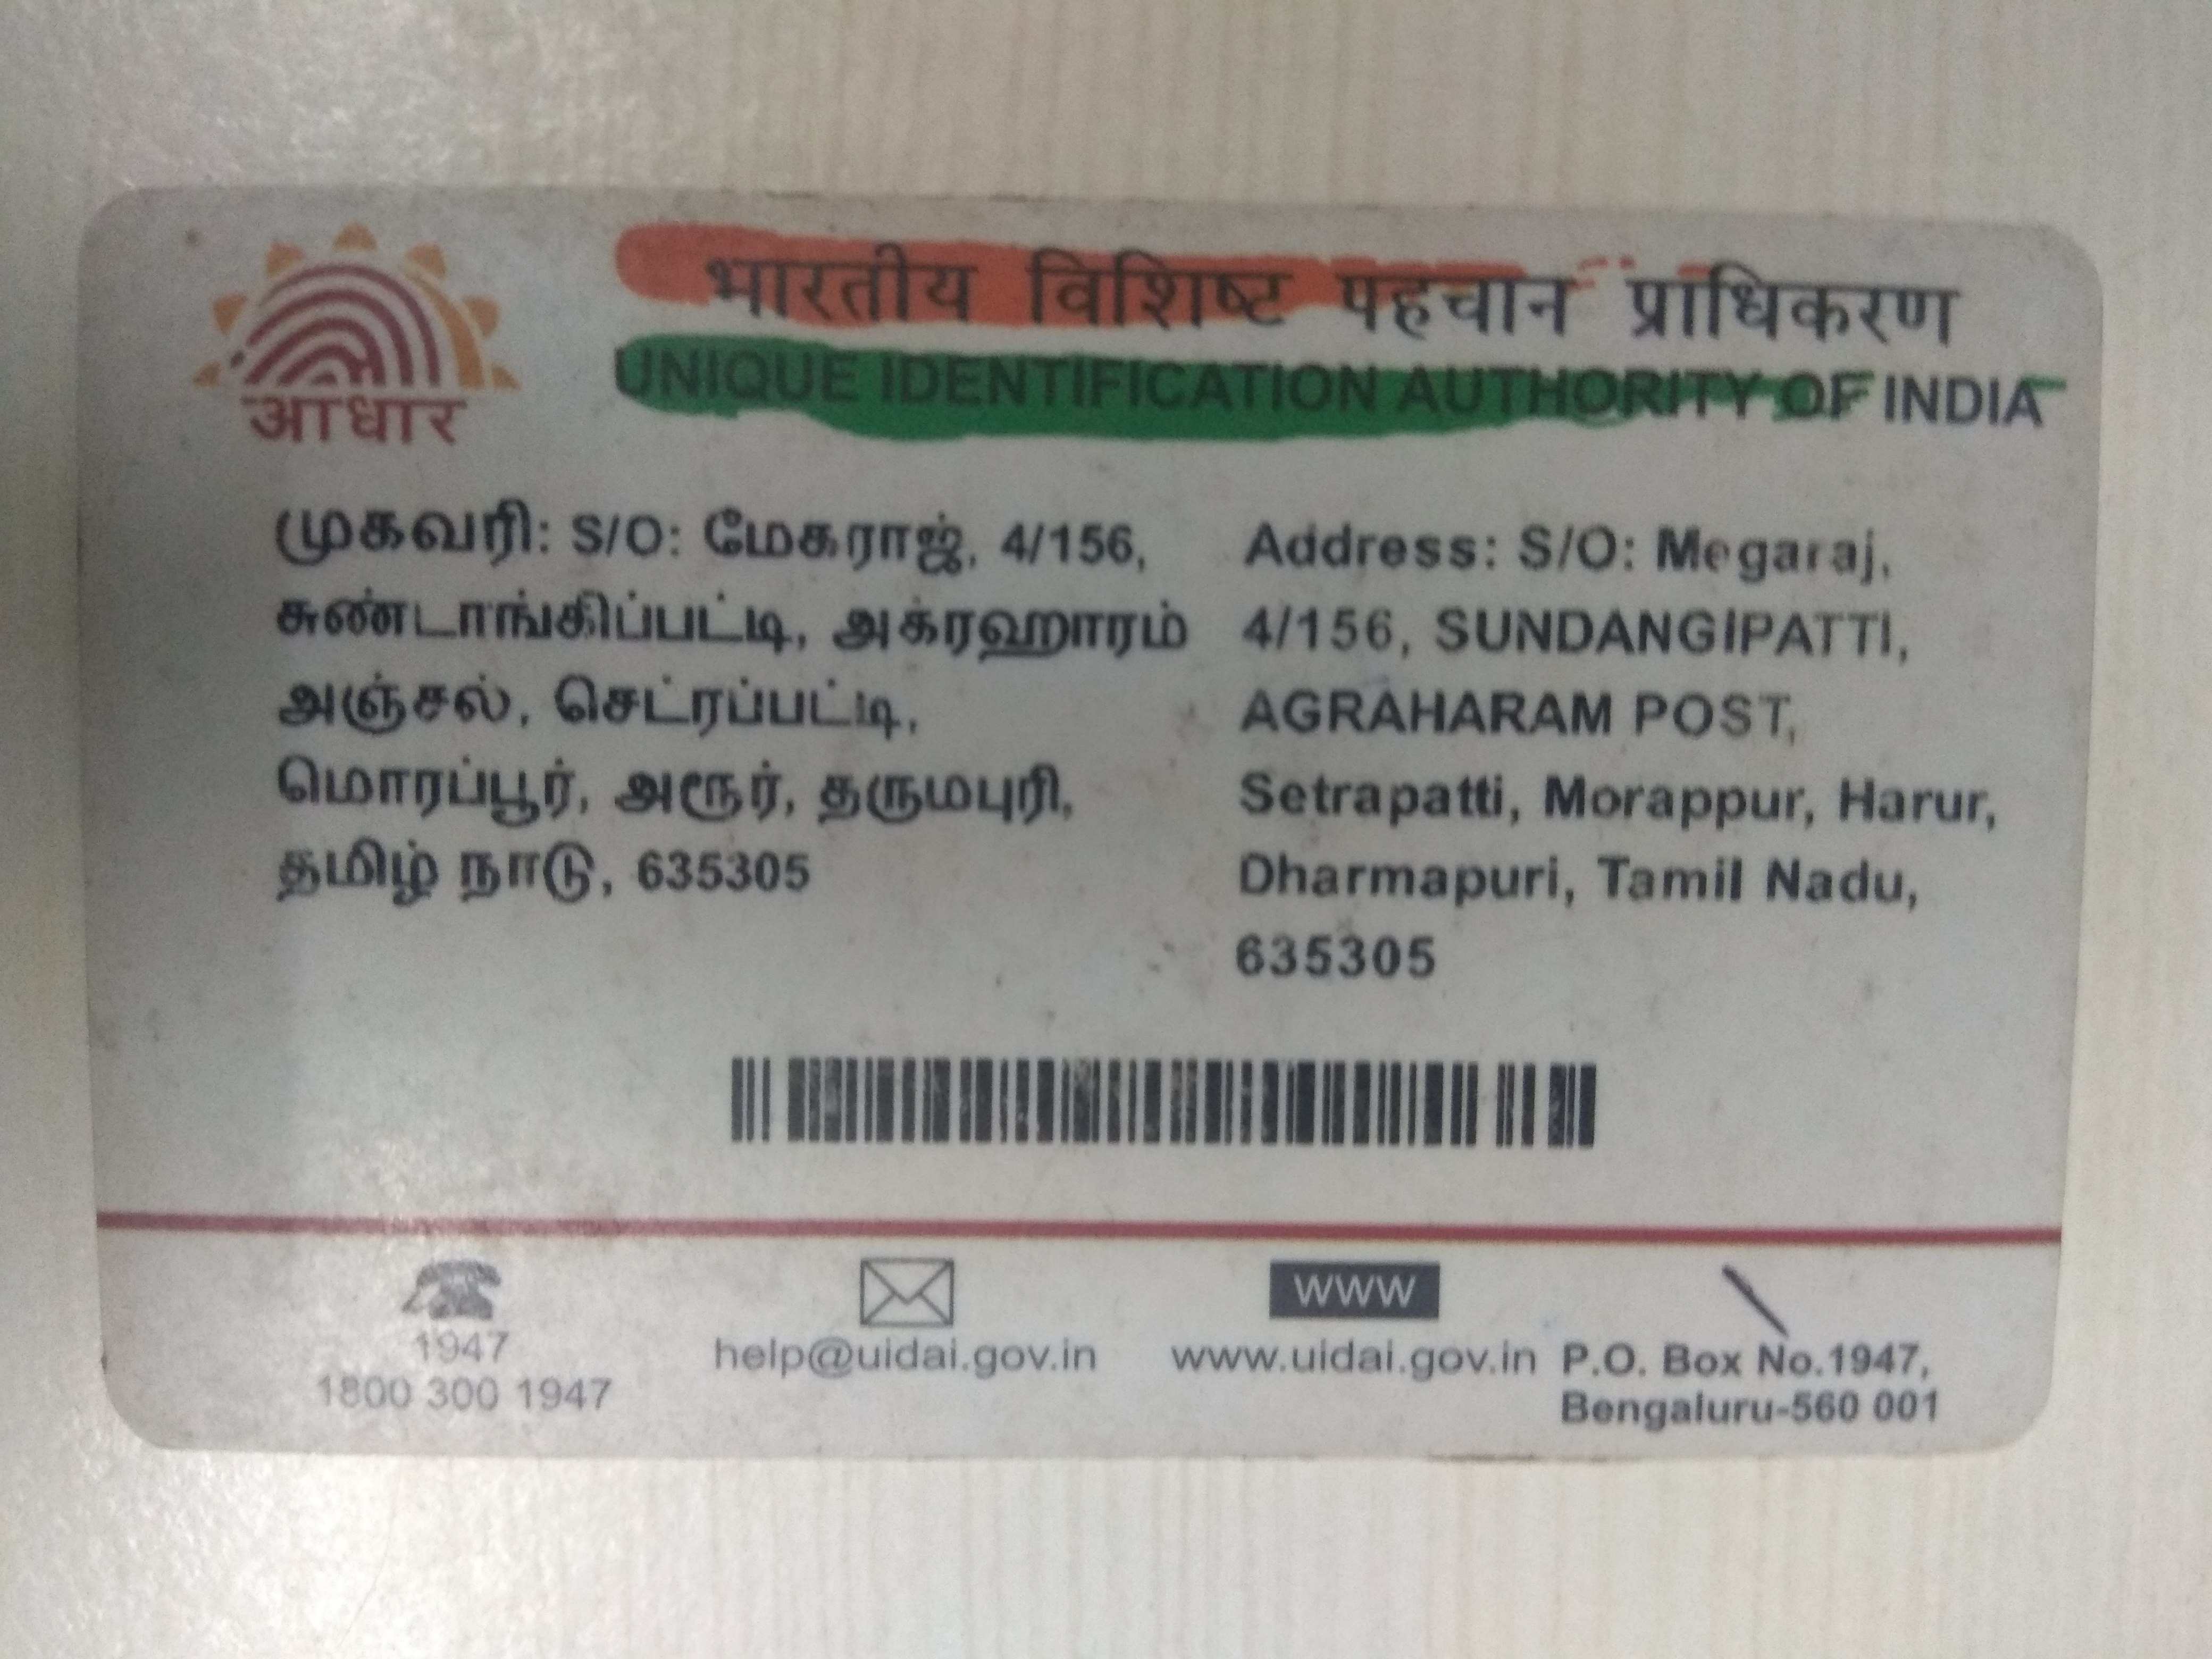 भारतीय विशिष्ट पहचान प्राधिकरण
UNIQUE IDENTIFICATION AUTHORITY OF INDIA
आधार
முகவரி: S/O: மேகராஜ், 4/156,
சுண்டாங்கிப்பட்டி, அக்ரஹாரம்
அஞ்சல், செட்ரப்பட்டி,
மொரப்பூர், அரூர், தருமபுரி,
தமிழ் நாடு, 635305
Address: S/O: Megaraj,
4/156, SUNDANGIPATTI,
AGRAHARAM POST,
Setrapatti, Morappur, Harur,
Dharmapuri, Tamil Nadu,
635305
1947
1800 300 1947
help@uidai.gov.in
WWW
www.uidai.gov.in
P.O. Box No.1947,
Bengaluru-560 001